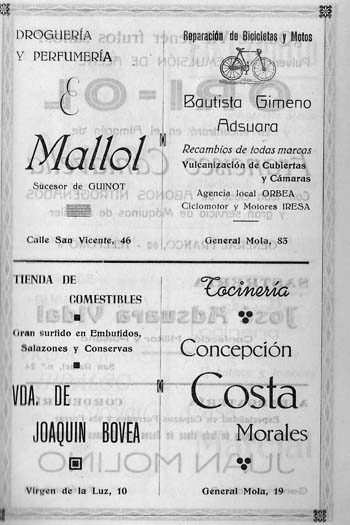 DROGUERÍA
Y PERFUMERÍA
E
Mallol
Sucesor de GUINOT
Calle San Vicente, 46
Reparación de Bicicletas y Motos
Bautista Gimeno
Adsuara
Recambios de todas marcas
Vulcanización de Cubiertas
y Cámaras
Agencia local ORBEA
Ciclomotor y Motores IRESA
General Mola, 83
TIENDA DE
COMESTIBLES
Gran surtido en Embutidos,
Salazones y Conservas
VDA. DE
JOAQUIN BOVEA
Virgen de la Luz, 10
Tocinería
Concepción
Costa
Morales
General Mola, 19